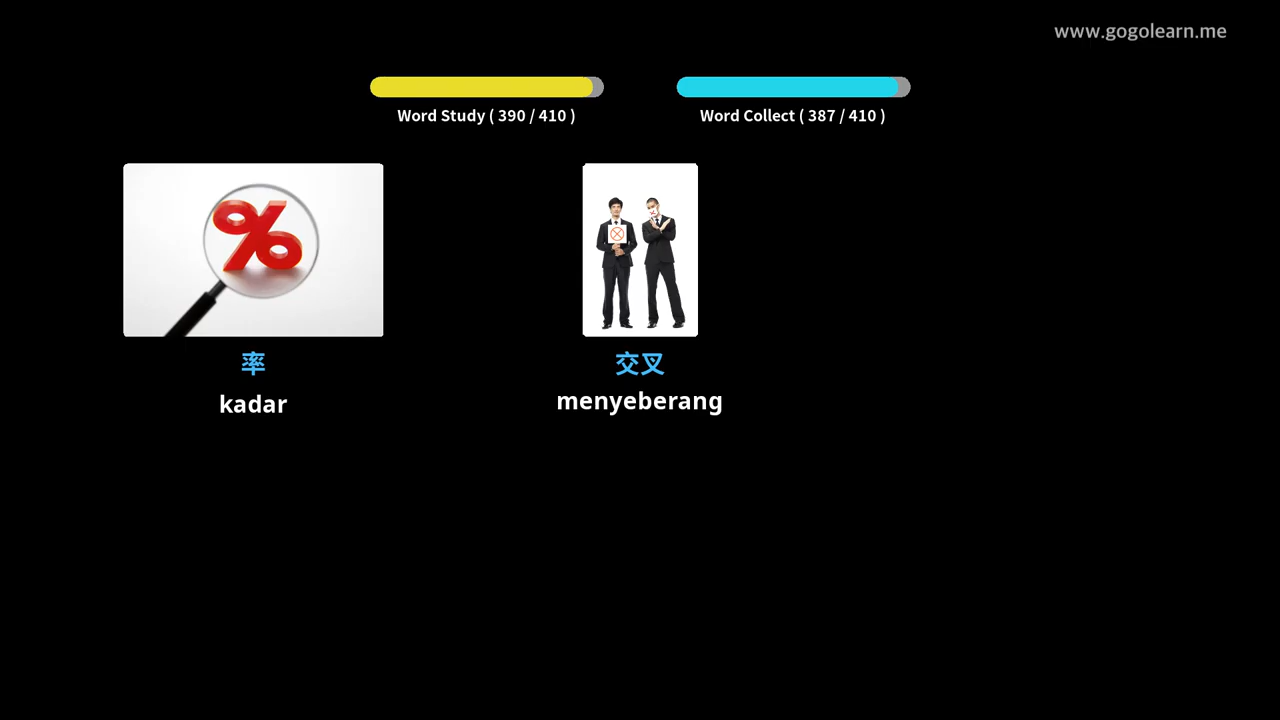 www.gogolearn.me
Word Study ( 390 / 410 )
Word Collect ( 387 / 410 )
率
kadar
交叉
menyeberang